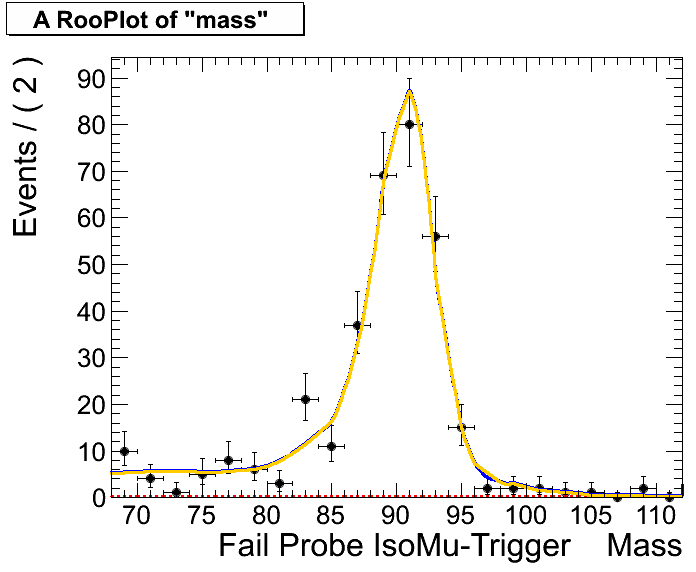 A RooPlot of "mass"
Events / ( 2 )
90
80
70
60
50
40
30
20
10
0
70 75 80 85 90 95 100 105 110
Fail Probe IsoMu-Trigger Mass